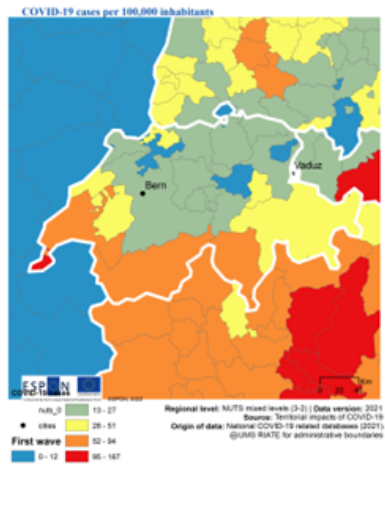 COVID-19 cases per 100,000 inhabitants
Vaduz
Bern
ESPON
nuts_0
13 - 27
cities
28 - 51
First wave
52 - 94
0 - 12
95 - 167
Regional level: NUTS mixed levels (3-2) | Data version: 2021
Source: Territorial impacts of COVID-19
Origin of data: National COVID-19 related databases (2021)
@UMS RIATE for administrative boundaries